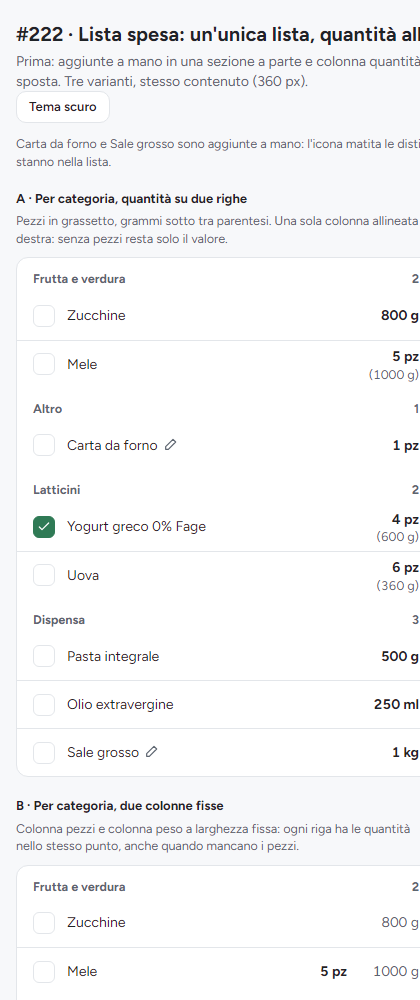 #222 · Lista spesa: un'unica lista, quantità all
Prima: aggiunte a mano in una sezione a parte e colonna quantità
sposta. Tre varianti, stesso contenuto (360 px).
Tema scuro
Carta da forno e Sale grosso sono aggiunte a mano: l'icona matita le disti
stanno nella lista.
A · Per categoria, quantità su due righe
Pezzi in grassetto, grammi sotto tra parentesi. Una sola colonna allineata
destra: senza pezzi resta solo il valore.
Frutta e verdura 2
Zucchine 800 g
Mele 5 pz
(1000 g)
Altro 1
Carta da forno 1 pz
Latticini 2
Yogurt greco 0% Fage 4 pz
(600 g)
Uova 6 pz
(360 g)
Dispensa 3
Pasta integrale 500 g
Olio extravergine 250 ml
Sale grosso 1 kg
B · Per categoria, due colonne fisse
Colonna pezzi e colonna peso a larghezza fissa: ogni riga ha le quantità
nello stesso punto, anche quando mancano i pezzi.
Frutta e verdura 2
Zucchine 800 g
Mele 5 pz 1000 g